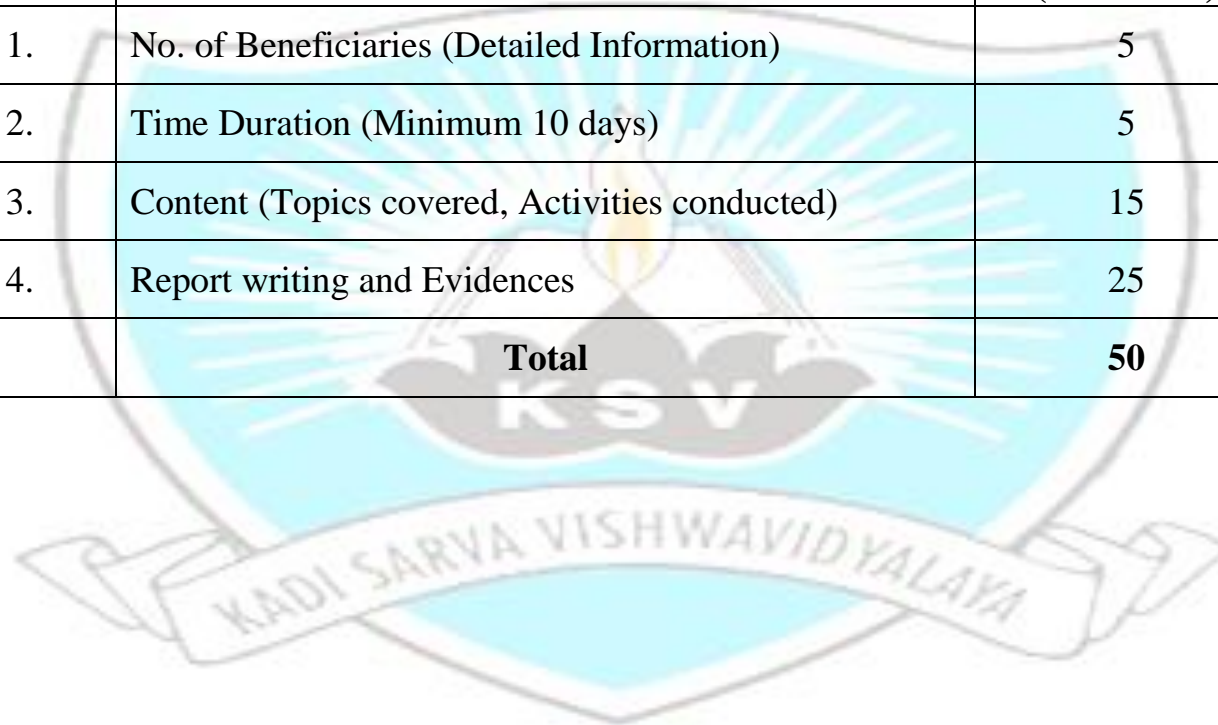 1. No. of Beneficiaries (Detailed Information) 5
2. Time Duration (Minimum 10 days) 5
3. Content (Topics covered, Activities conducted) 15
4. Report writing and Evidences 25
Total 50
KSV
KADI SARVA VISHWAVIDYALAYA